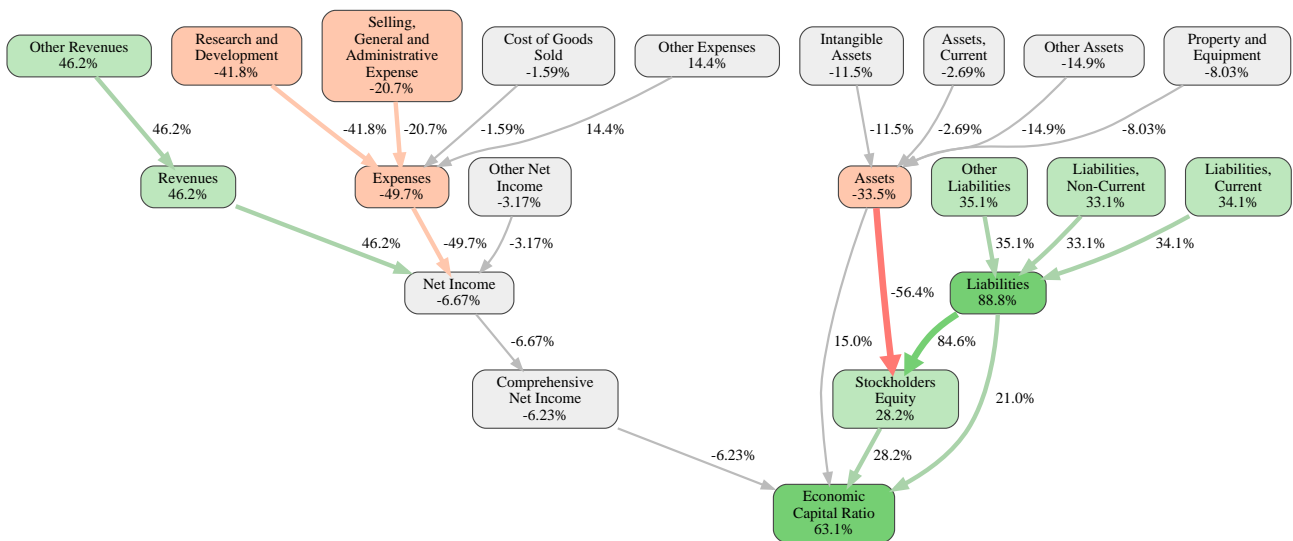 Other Revenues
46.2%
Research and
Development
-41.8%
Selling,
General and
Administrative
Expense
-20.7%
Cost of Goods
Sold
-1.59%
Other Expenses
14.4%
Intangible
Assets
-11.5%
Assets,
Current
-2.69%
Other Assets
-14.9%
Property and
Equipment
-8.03%
46.2%
-41.8%
-20.7%
-1.59%
14.4%
-11.5%
-2.69%
-14.9%
-8.03%
Revenues
46.2%
Expenses
-49.7%
Other Net
Income
-3.17%
Assets
-33.5%
Other
Liabilities
35.1%
Liabilities,
Non-Current
33.1%
Liabilities,
Current
34.1%
46.2%
-49.7%
-3.17%
35.1%
33.1%
34.1%
Net Income
-6.67%
-56.4%
Liabilities
88.8%
-6.67%
15.0%
84.6%
Comprehensive
Net Income
-6.23%
Stockholders
Equity
28.2%
21.0%
-6.23%
28.2%
Economic
Capital Ratio
63.1%